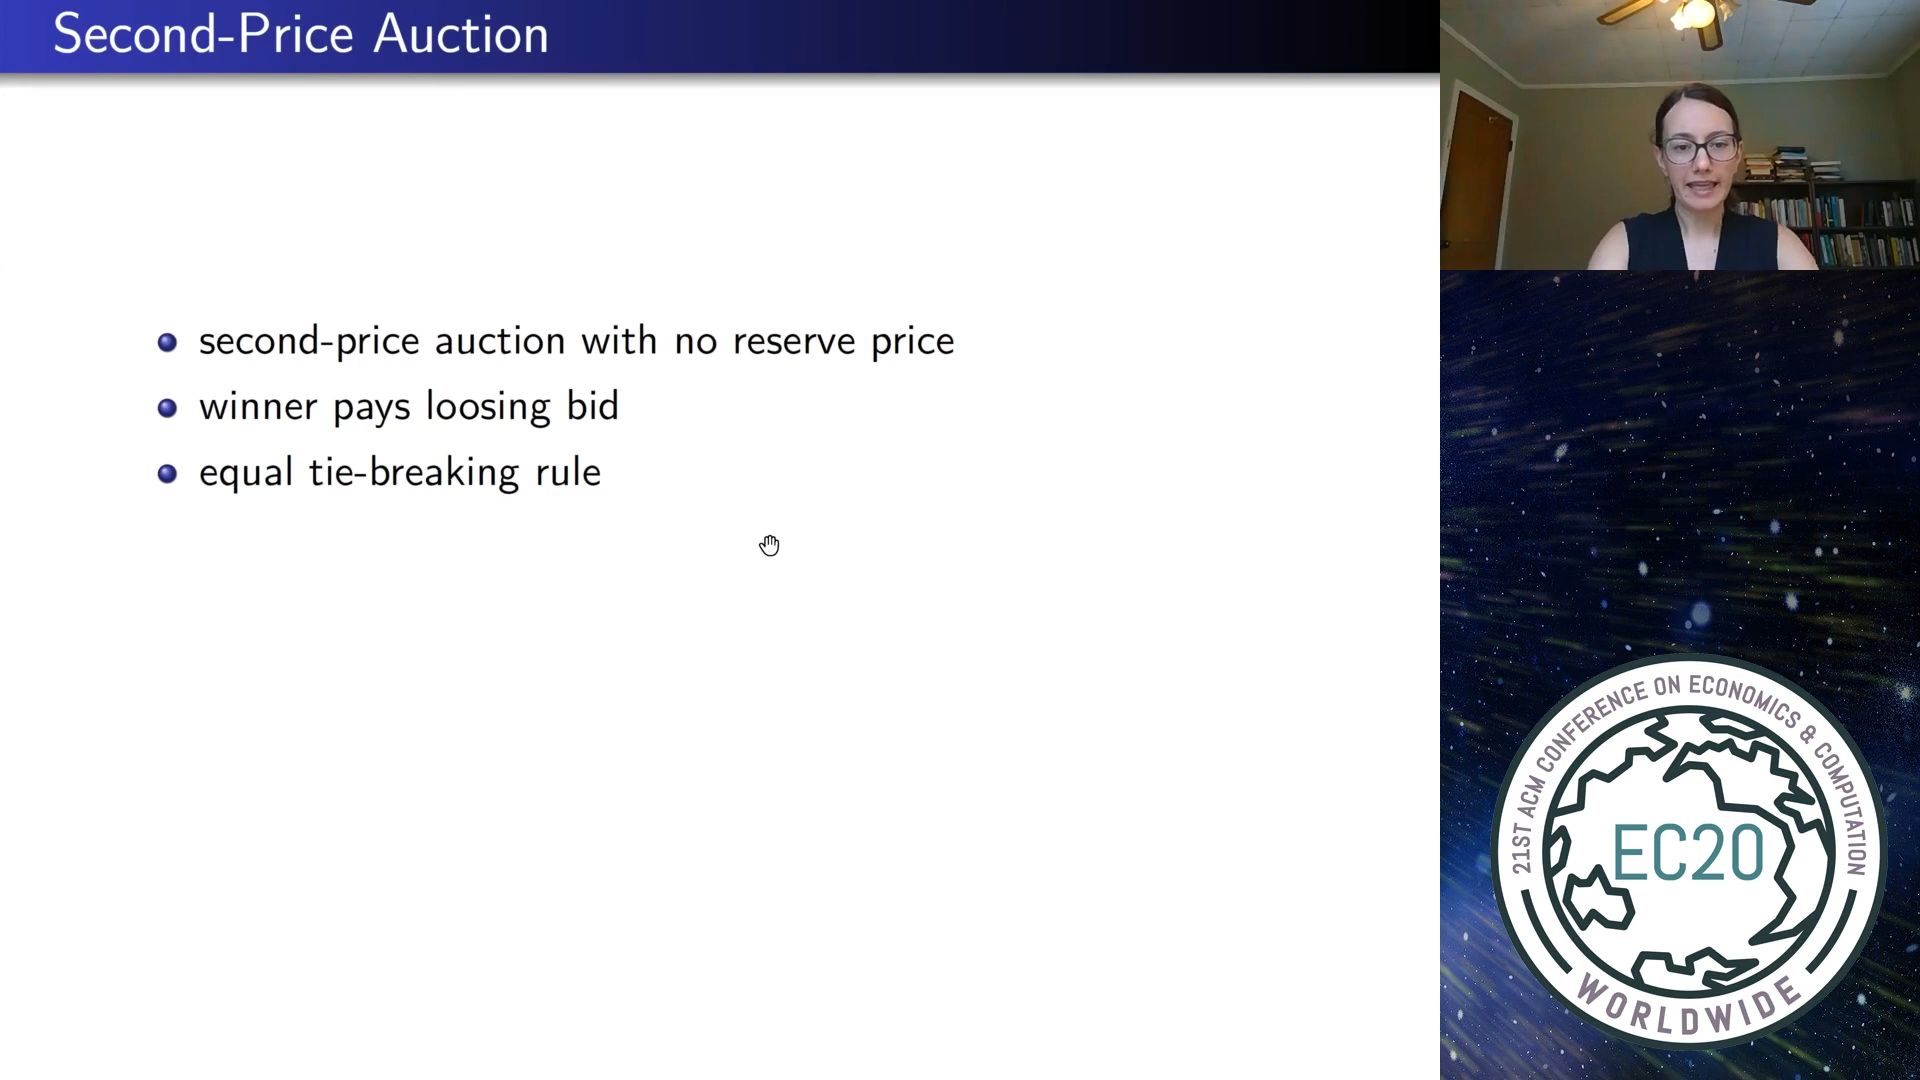 Second-Price Auction
second-price auction with no reserve price
winner pays loosing bid
equal tie-breaking rule
21ST ACM CONFERENCE ON ECONOMICS & COMPUTATION
EC20
WORLDWIDE